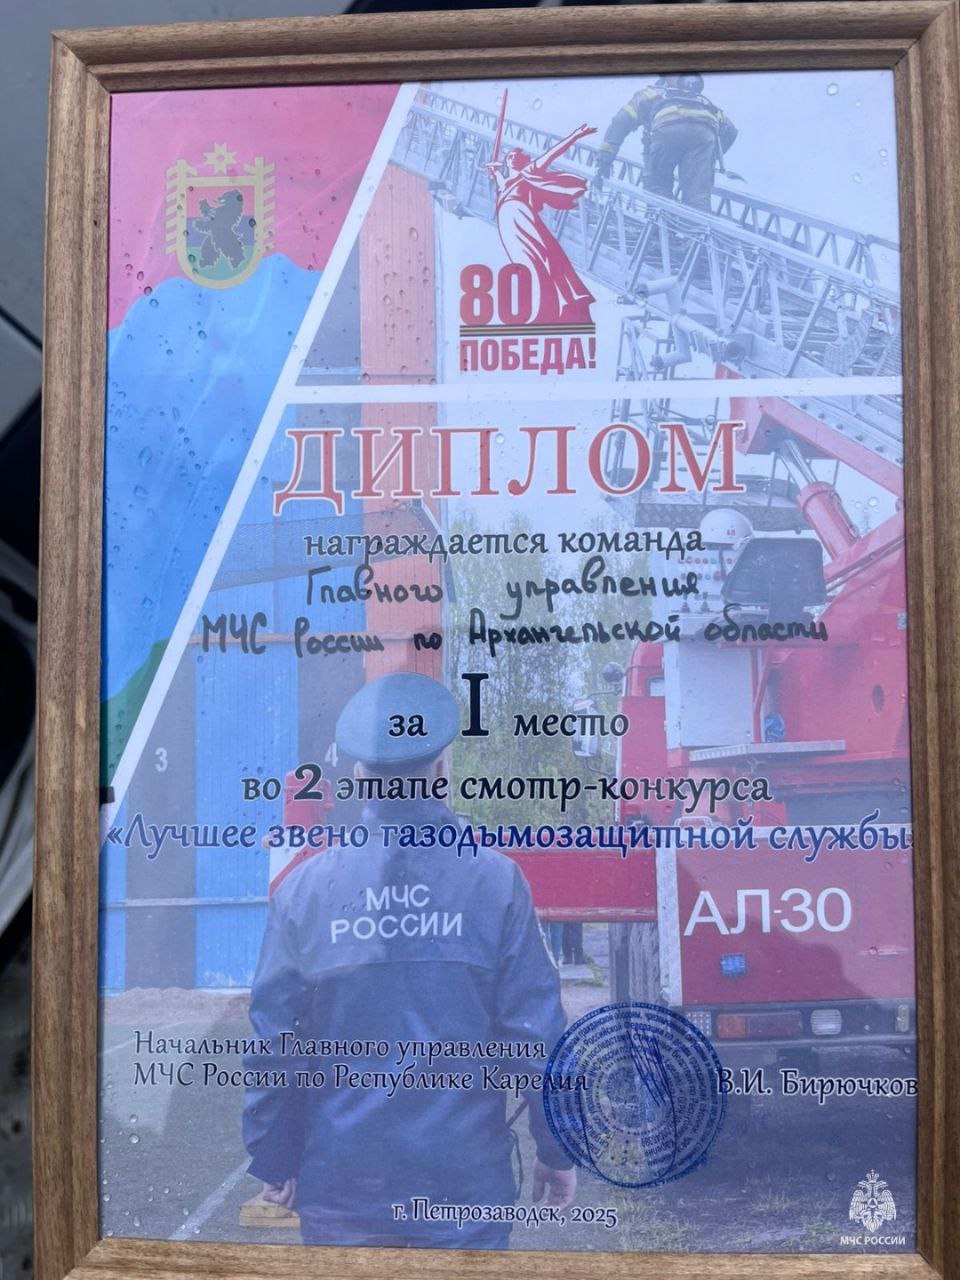 80
ПОБЕДА!
ДИПЛОМ
награждается команда
Главного управления
МЧС России по Архангельской области
за I место
во 2 этапе смотр-конкурса
«Лучшее звено газодымозащитной службы
3
4
МЧС
РОССИИ
АЛ-30
Начальник Главного управления
МЧС России по Республике Карелия
В.И. Бирючков
г. Петрозаводск, 2025
МЧС РОССИИ